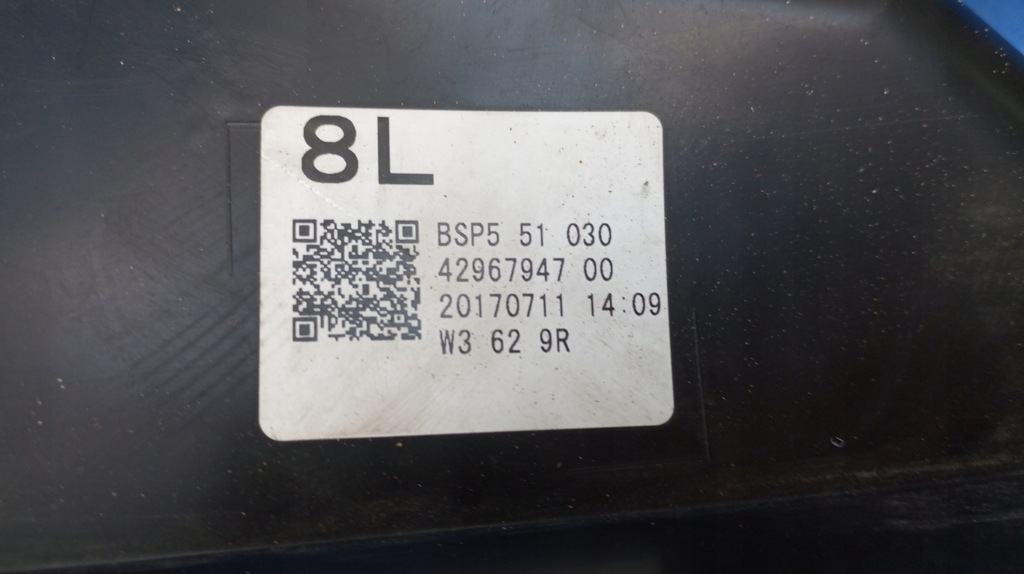 8L
BSP5 51 030
42967947 00
20170711 14:09
W3 62 9R